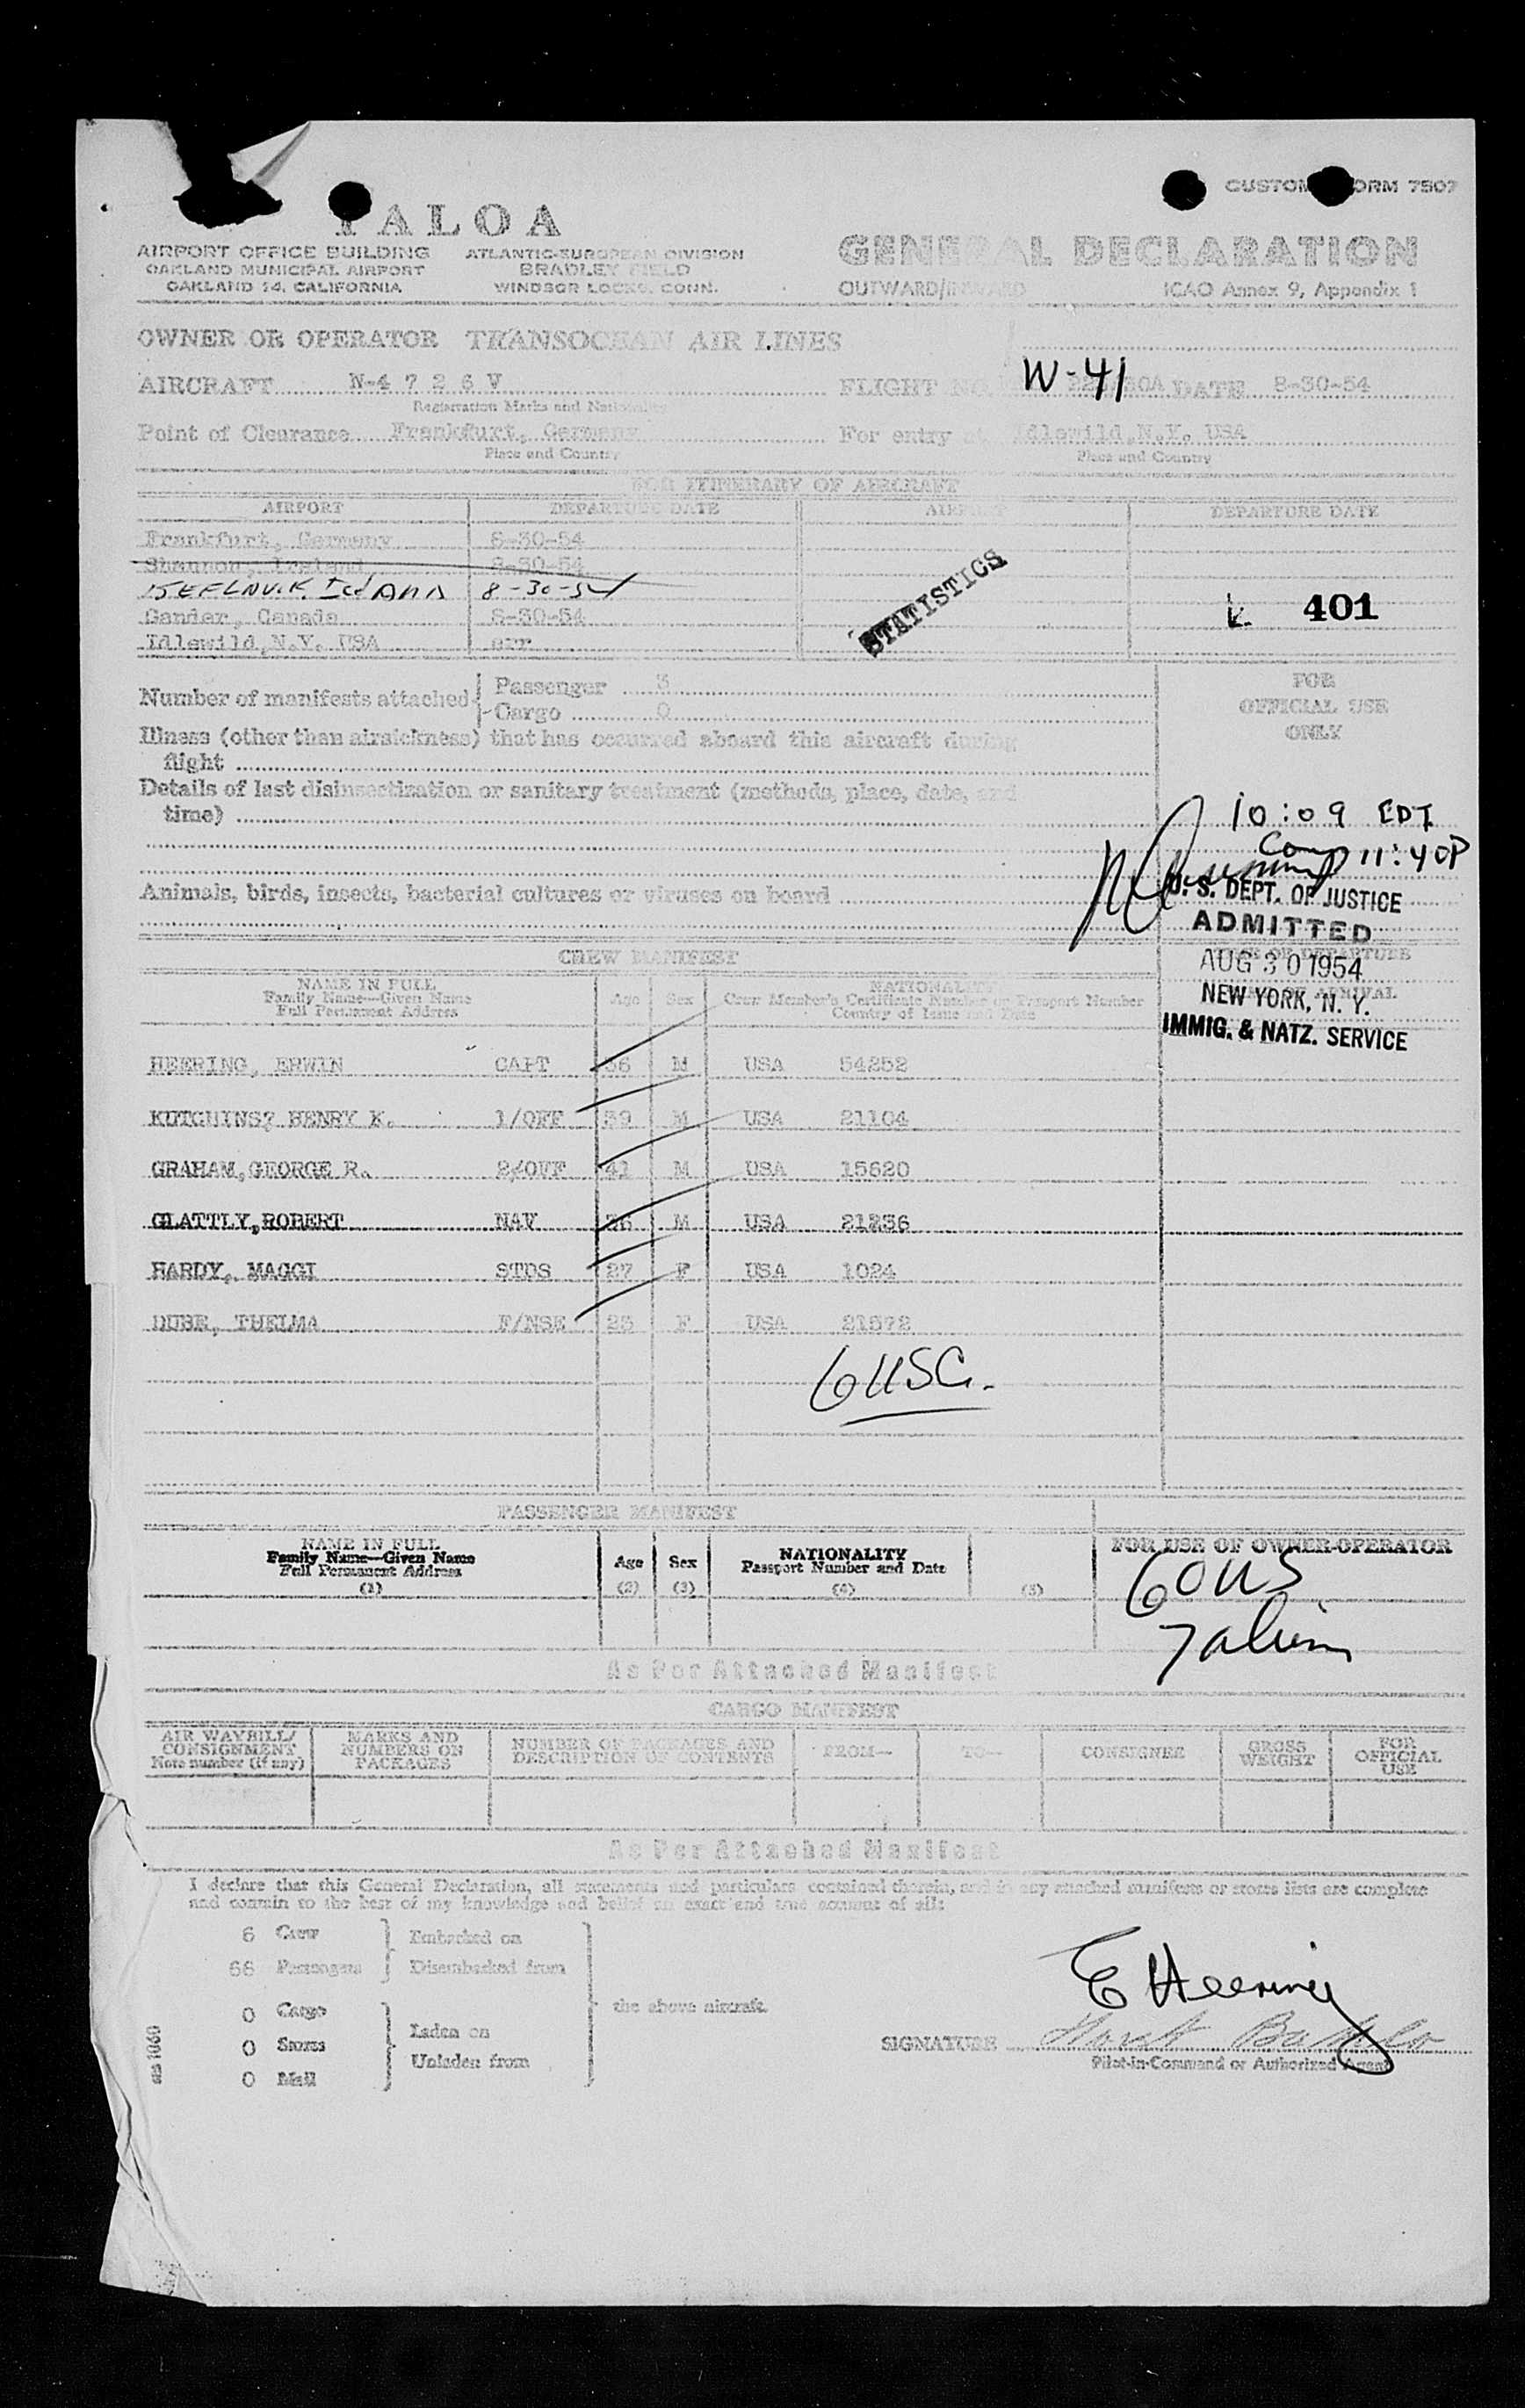 CUSTOMS FORM 7507
TALOA
AIRPORT OFFICE BUILDING
OAKLAND MUNICIPAL AIRPORT
OAKLAND 14, CALIFORNIA
ATLANTIC-EUROPEAN DIVISION
BRADLEY FIELD
WINDSOR LOCKS, CONN.
GENERAL DECLARATION
OUTWARD/INWARD ICAO Annex 9, Appendix 1
OWNER OR OPERATOR TRANSOCEAN AIR LINES
AIRCRAFT N-4726V FLIGHT NO. W-41 DATE 8-30-54
Registration Marks and Nationality
Point of Clearance Frankfurt, Germany For entry at Idlewild, N.Y. USA
Place and Country Place and Country
FOR ITINERARY OF AIRCRAFT
AIRPORT DEPARTURE DATE AIRPORT DEPARTURE DATE
Frankfurt, Germany 8-30-54
Shannon, Ireland 8-30-54
8-30-54
Gander, Canada 8-30-54
Idlewild, N.Y. USA arr
STATISTICS
401
Number of manifests attached
Passenger 3
Cargo 0
FOR
OFFICIAL USE
ONLY
Illness (other than airsickness) that has occurred aboard this aircraft during
flight
Details of last disinsectization or sanitary treatment (methods, place, date, and
time)
10:09 EDT
Comp 11:40P
Animals, birds, insects, bacterial cultures or viruses on board
U. S. DEPT. OF JUSTICE
ADMITTED
AUG 30 1954
NEW YORK, N. Y.
IMMIG. & NATZ. SERVICE
CREW MANIFEST
NAME IN FULL
Family Name—Given Name
Full Permanent Address
Age Sex
NATIONALITY
Crew Member's Certificate Number or Passport Number
Country of Issue and Date
HEERING, ERWIN CAPT 36 M USA 54252
HENRY K. 1/OFF 39 M USA 21104
GRAHAM, GEORGE R. 2/OFF 41 M USA 15620
GLATTLY, ROBERT NAV 36 M USA 21236
HARDY, MAGGI STDS 27 F USA 1024
DUBE, THELMA F/NSE 25 F USA 21572
6 USC.
PASSENGER MANIFEST
NAME IN FULL
Family Name—Given Name
Full Permanent Address
(1)
Age
(2)
Sex
(3)
NATIONALITY
Passport Number and Date
(4)
(5)
FOR USE OF OWNER-OPERATOR
60 US
7 alien
As Per Attached Manifest
CARGO MANIFEST
AIR WAYBILL/
CONSIGNMENT
Note number (if any)
MARKS AND
NUMBERS ON
PACKAGES
NUMBER OF PACKAGES AND
DESCRIPTION OF CONTENTS
FROM—
TO—
CONSIGNEE
GROSS
WEIGHT
FOR
OFFICIAL
USE
As Per Attached Manifest
I declare that this General Declaration, all statements and particulars contained therein, and in any attached manifests or stores lists are complete
and contain to the best of my knowledge and belief an exact and true account of all:
6 Crew
66 Passengers
Embarked on
Disembarked from
0 Cargo
0 Stores
0 Mail
Laden on
Unladen from
the above aircraft.
E Heering
SIGNATURE
Pilot-in-Command or Authorized Agent